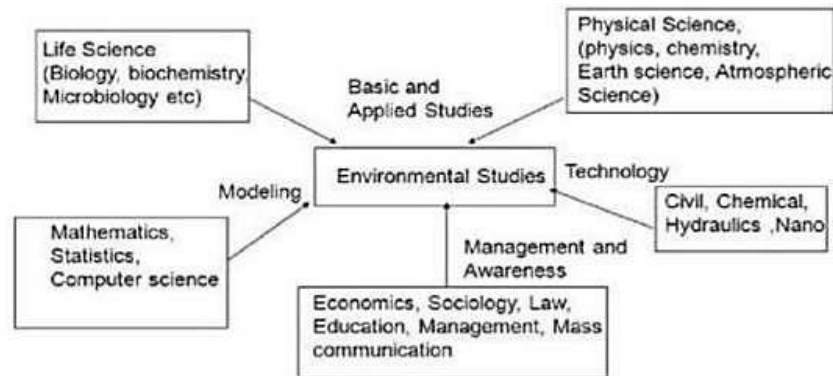 Life Science
(Biology, biochemistry,
Microbiology etc)
Physical Science,
(physics, chemistry,
Earth science, Atmospheric
Science)
Basic and
Applied Studies
Environmental Studies
Technology
Modeling
Civil, Chemical,
Hydraulics ,Nano
Mathematics,
Statistics,
Computer science
Management and
Awareness
Economics, Sociology, Law,
Education, Management, Mass
communication